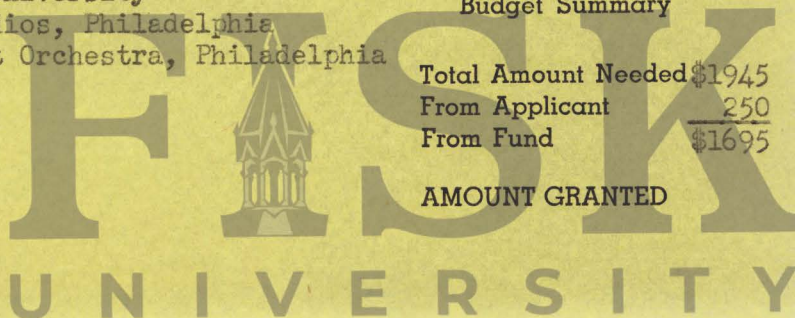 Budget Summary
lios, Philadelphia
Orchestra, Philadelphia
Total Amount Needed $1945
From Applicant 250
From Fund $1695
AMOUNT GRANTED
FISK
UNIVERSITY